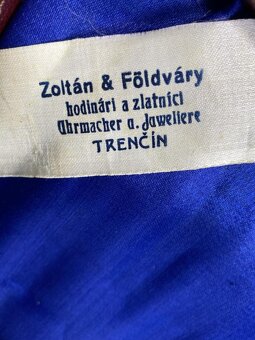 Zoltán & Földváry
hodinári a zlatníci
Uhrmacher u. Juweliere
TRENČÍN